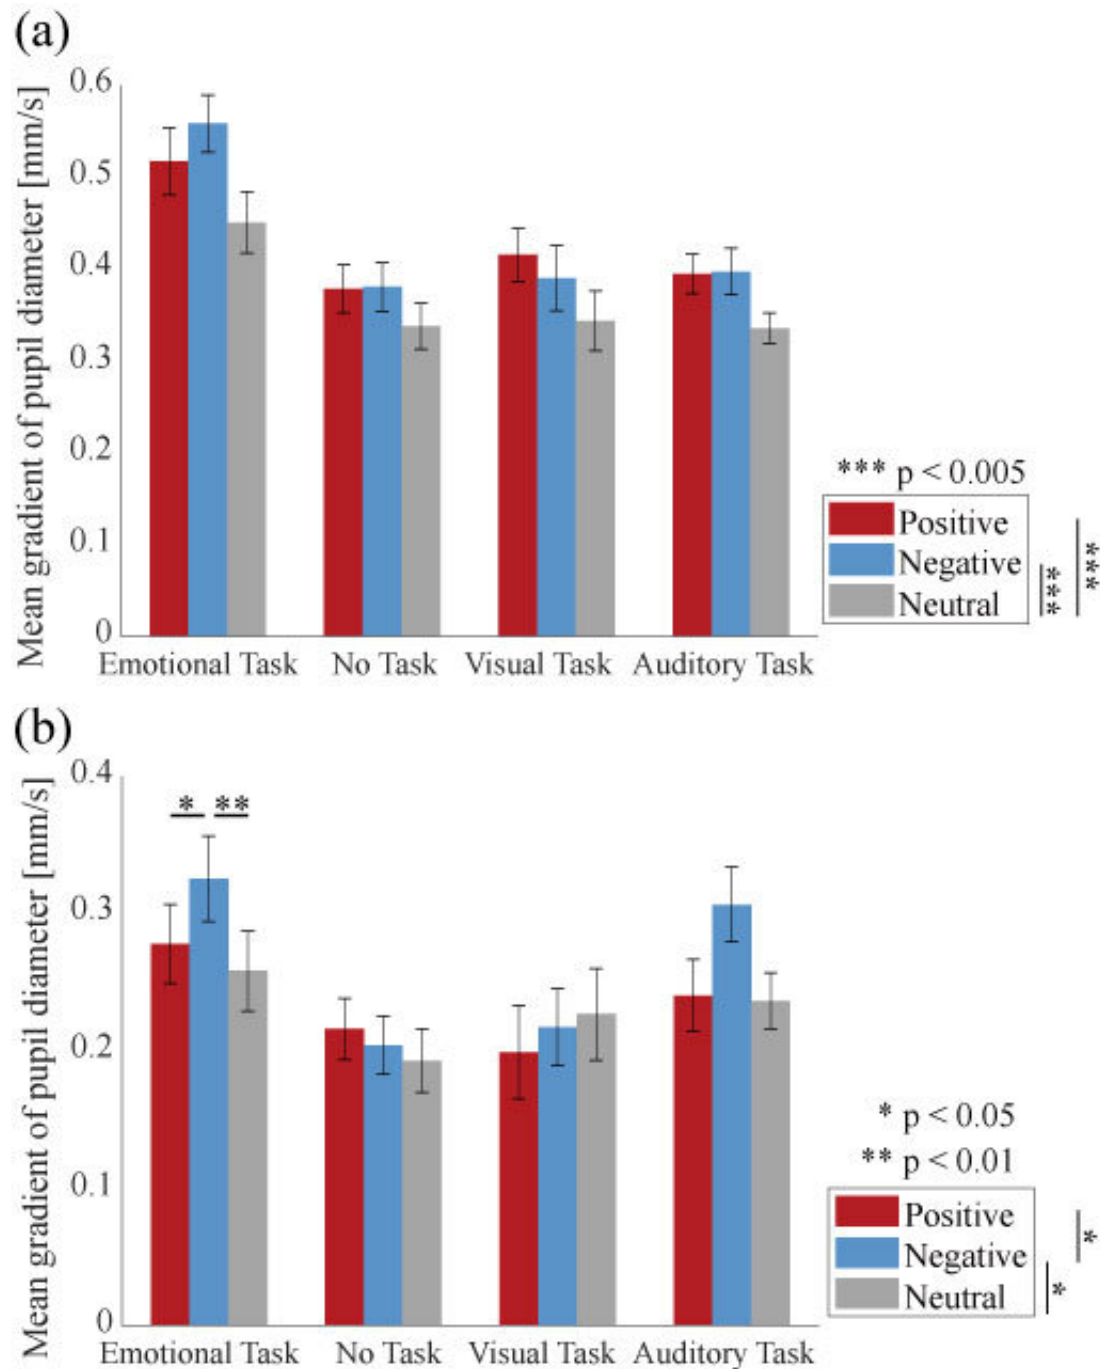 (a)
Mean gradient of pupil diameter [mm/s]
0.6
0.5
0.4
0.3
0.2
0.1
0
Emotional Task No Task Visual Task Auditory Task
*** p < 0.005
Positive
Negative
Neutral
***
***
(b)
Mean gradient of pupil diameter [mm/s]
0.4
0.3
0.2
0.1
0
* **
Emotional Task No Task Visual Task Auditory Task
* p < 0.05
** p < 0.01
Positive
Negative
Neutral
*
*